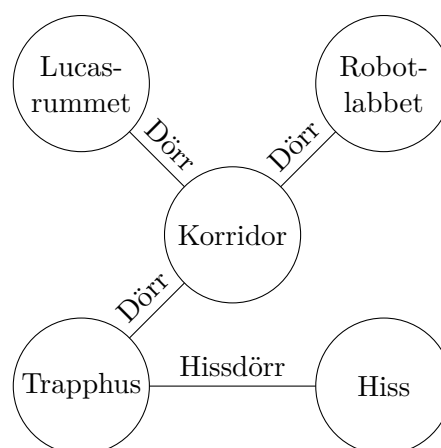 Lucas-
rummet
Robot-
labbet
Dörr
Dörr
Korridor
Dörr
Trapphus
Hissdörr
Hiss